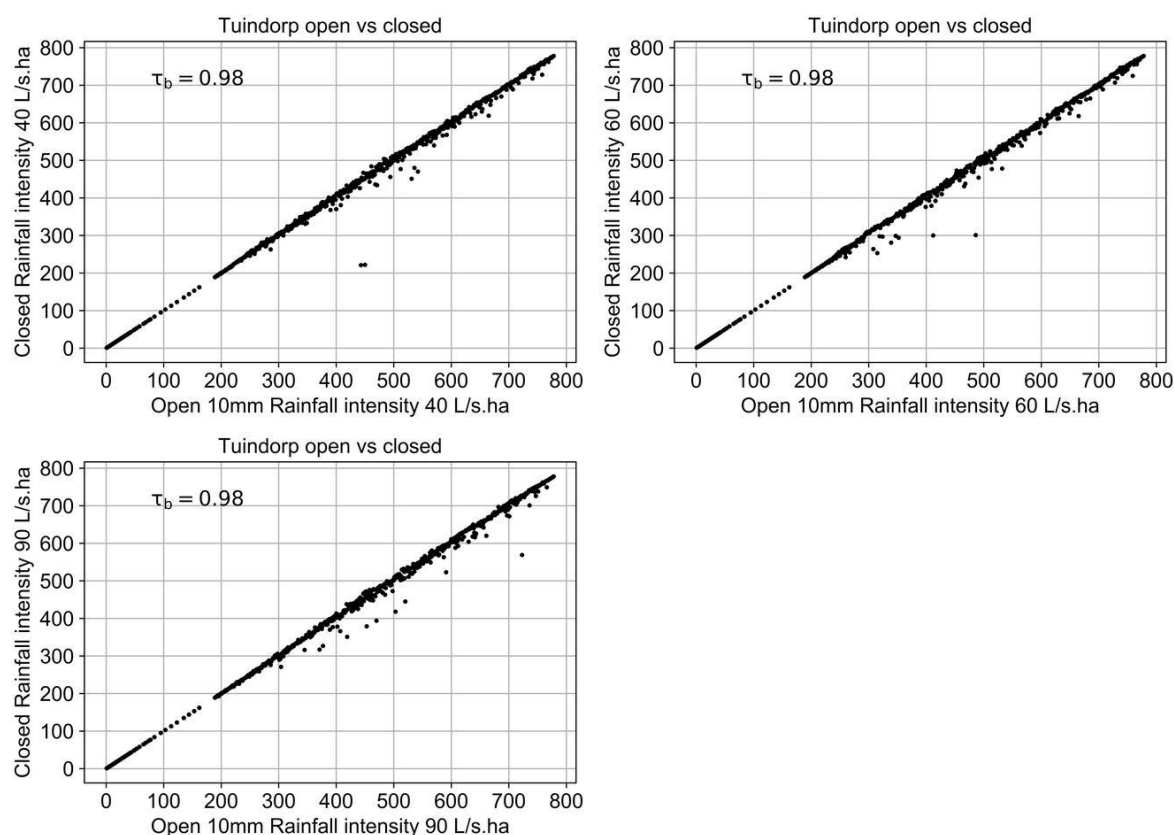 Tuindorp open vs closed
τb = 0.98
Closed Rainfall intensity 40 L/s.ha
800
700
600
500
400
300
200
100
0
0 100 200 300 400 500 600 700 800
Open 10mm Rainfall intensity 40 L/s.ha
Tuindorp open vs closed
τb = 0.98
Closed Rainfall intensity 60 L/s.ha
800
700
600
500
400
300
200
100
0
0 100 200 300 400 500 600 700 800
Open 10mm Rainfall intensity 60 L/s.ha
Tuindorp open vs closed
τb = 0.98
Closed Rainfall intensity 90 L/s.ha
800
700
600
500
400
300
200
100
0
0 100 200 300 400 500 600 700 800
Open 10mm Rainfall intensity 90 L/s.ha